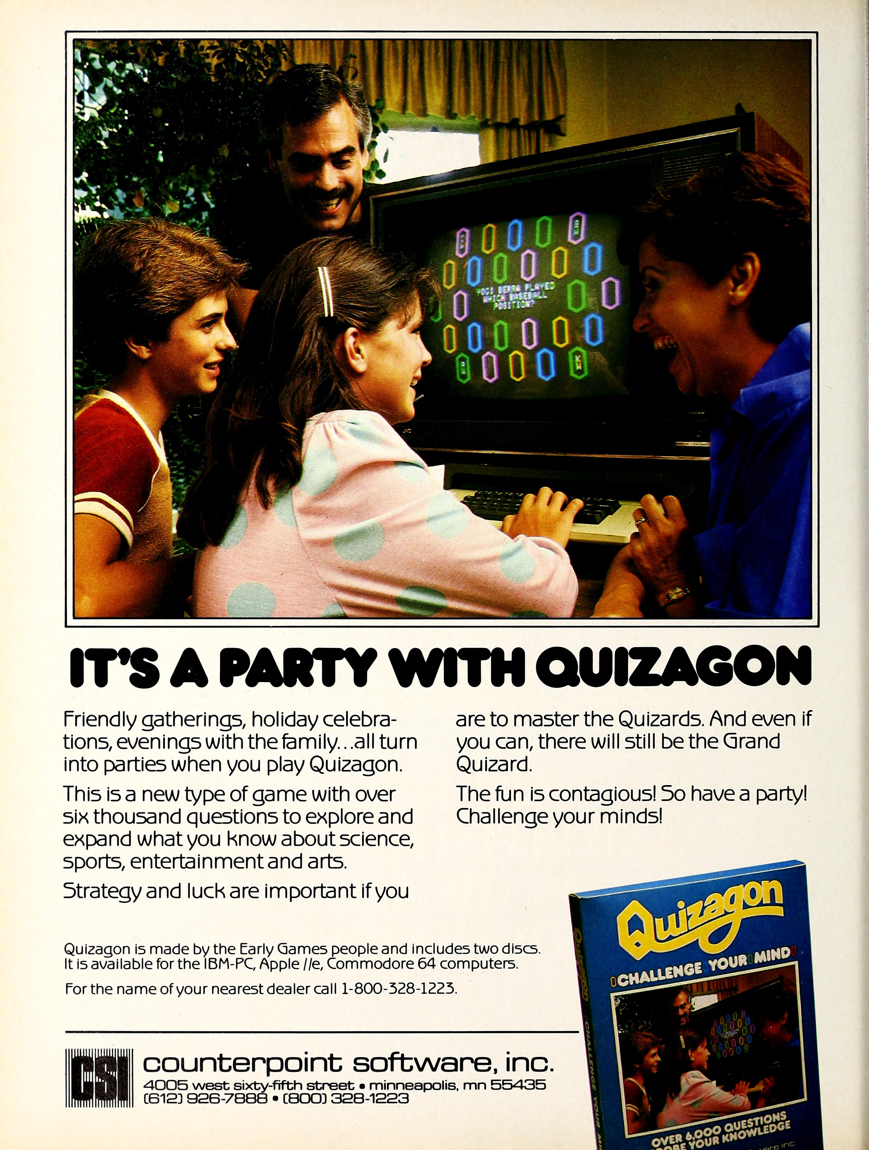 YOGI BERRA PLAYED
WHICH BASEBALL
POSITION?
IT'S A PARTY WITH QUIZAGON
Friendly gatherings, holiday celebra-
tions, evenings with the family...all turn
into parties when you play Quizagon.
This is a new type of game with over
six thousand questions to explore and
expand what you know about science,
sports, entertainment and arts.
Strategy and luck are important if you
are to master the Quizards. And even if
you can, there will still be the Grand
Quizard.
The fun is contagious! So have a party!
Challenge your minds!
Quizagon is made by the Early Games people and includes two discs.
It is available for the IBM-PC, Apple //e, Commodore 64 computers.
For the name of your nearest dealer call 1-800-328-1223.
CSI
counterpoint software, inc.
4005 west sixty-fifth street • minneapolis, mn 55435
(612) 926-7888 • (800) 328-1223
Quizagon
CHALLENGE YOUR MIND
Quizagon
CHALLENGE YOUR
OVER 6,000 QUESTIONS
YOUR KNOWLEDGE